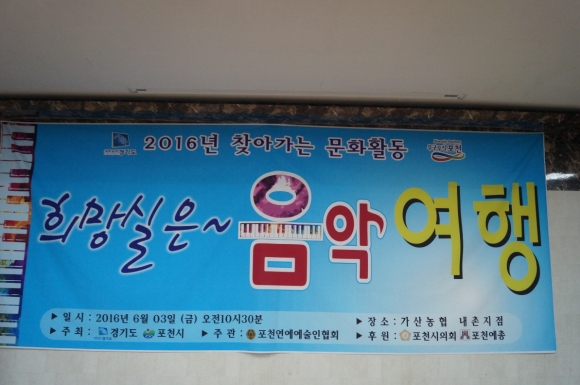 경기도 2016년 찾아가는 문화활동
희망실은~ 음악여행
▶ 일 시 : 2016년 6월 03일 (금) 오전10시30분 ▶ 장 소 : 가산농협 내촌지점
▶ 주 최 : 경기도 포천시 ▶ 주 관 : 포천연예예술인협회 ▶ 후 원 : 포천시의회 포천예총